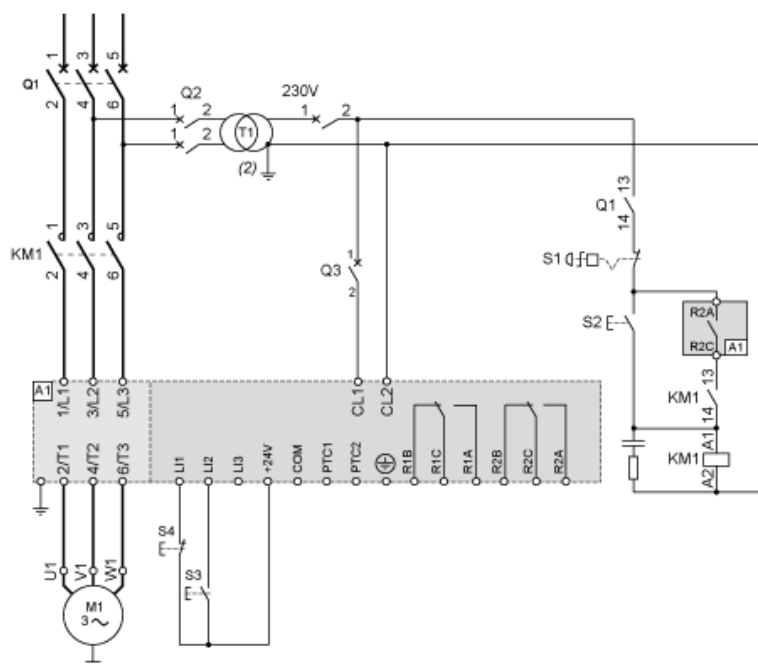 1 3 5
Q1
2 4 6
Q2
1 2
1 2
T1
(2)
230V
1 2
13
Q1
14
S1
1 3 5
KM1
2 4 6
1
Q3
2
S2
R2A
R2C
A1
13
KM1
14
A1
KM1
A2
A1
1/L1 3/L2 5/L3
CL1 CL2
2/T1 4/T2 6/T3
LI1 LI2 LI3 +24V COM PTC1 PTC2 R1B R1C R1A R2B R2C R2A
S4
S3
U1 V1 W1
M1
3